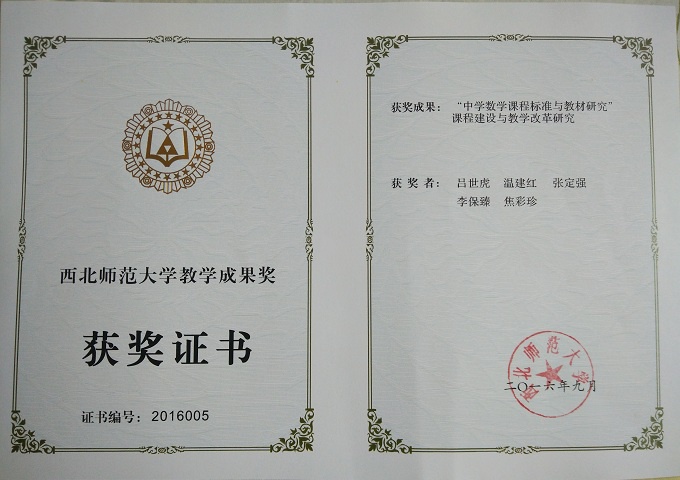 西北师范大学教学成果奖
获奖证书
证书编号：2016005
获奖成果：“中学数学课程标准与教材研究”
课程建设与教学改革研究
获 奖 者：吕世虎 温建红 张定强
李保臻 焦彩珍
西北师范大学
二〇一六年九月